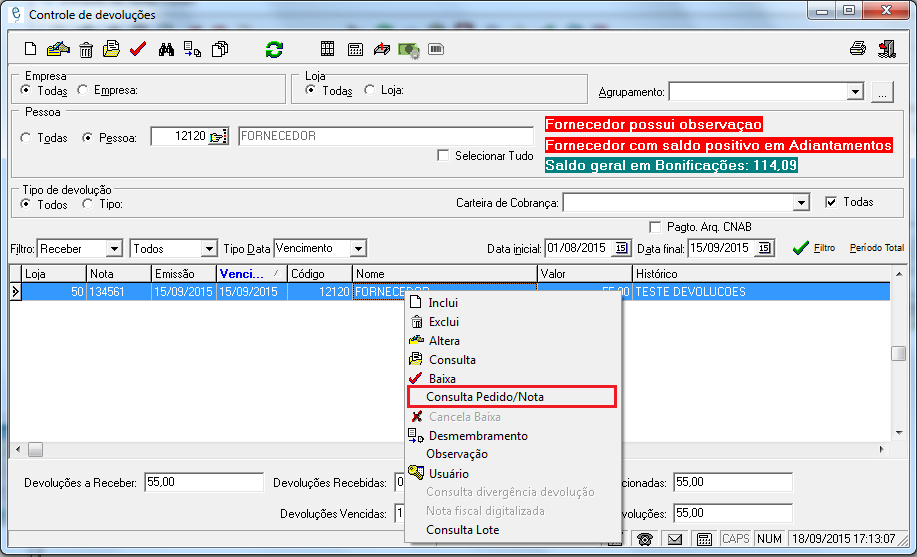 Controle de devoluções
Empresa
Todas Empresa:
Loja
Todas Loja:
Agrupamento: ...
Pessoa
Todas Pessoa: 12120 FORNECEDOR
Selecionar Tudo
Fornecedor possui observaçao
Fornecedor com saldo positivo em Adiantamentos
Saldo geral em Bonificações: 114,09
Tipo de devolução
Todos Tipo:
Carteira de Cobrança: Todas
Pagto. Arq. CNAB
Filtro: Receber Todos Tipo Data Vencimento Data inicial: 01/08/2015 15 Data final: 15/09/2015 15 Filtro Período Total
Loja Nota Emissão Venci... Código Nome Valor Histórico
50 134561 15/09/2015 15/09/2015 12120 FORNECEDOR 55,00 TESTE DEVOLUCOES
Inclui
Exclui
Altera
Consulta
Baixa
Consulta Pedido/Nota
Cancela Baixa
Desmembramento
Observação
Usuário
Consulta divergência devolução
Nota fiscal digitalizada
Consulta Lote
Devoluções a Receber: 55,00 Devoluções Recebidas: 0 cionadas: 55,00
Devoluções Vencidas: 1 voluções: 55,00
CAPS NUM 18/09/2015 17:13:07